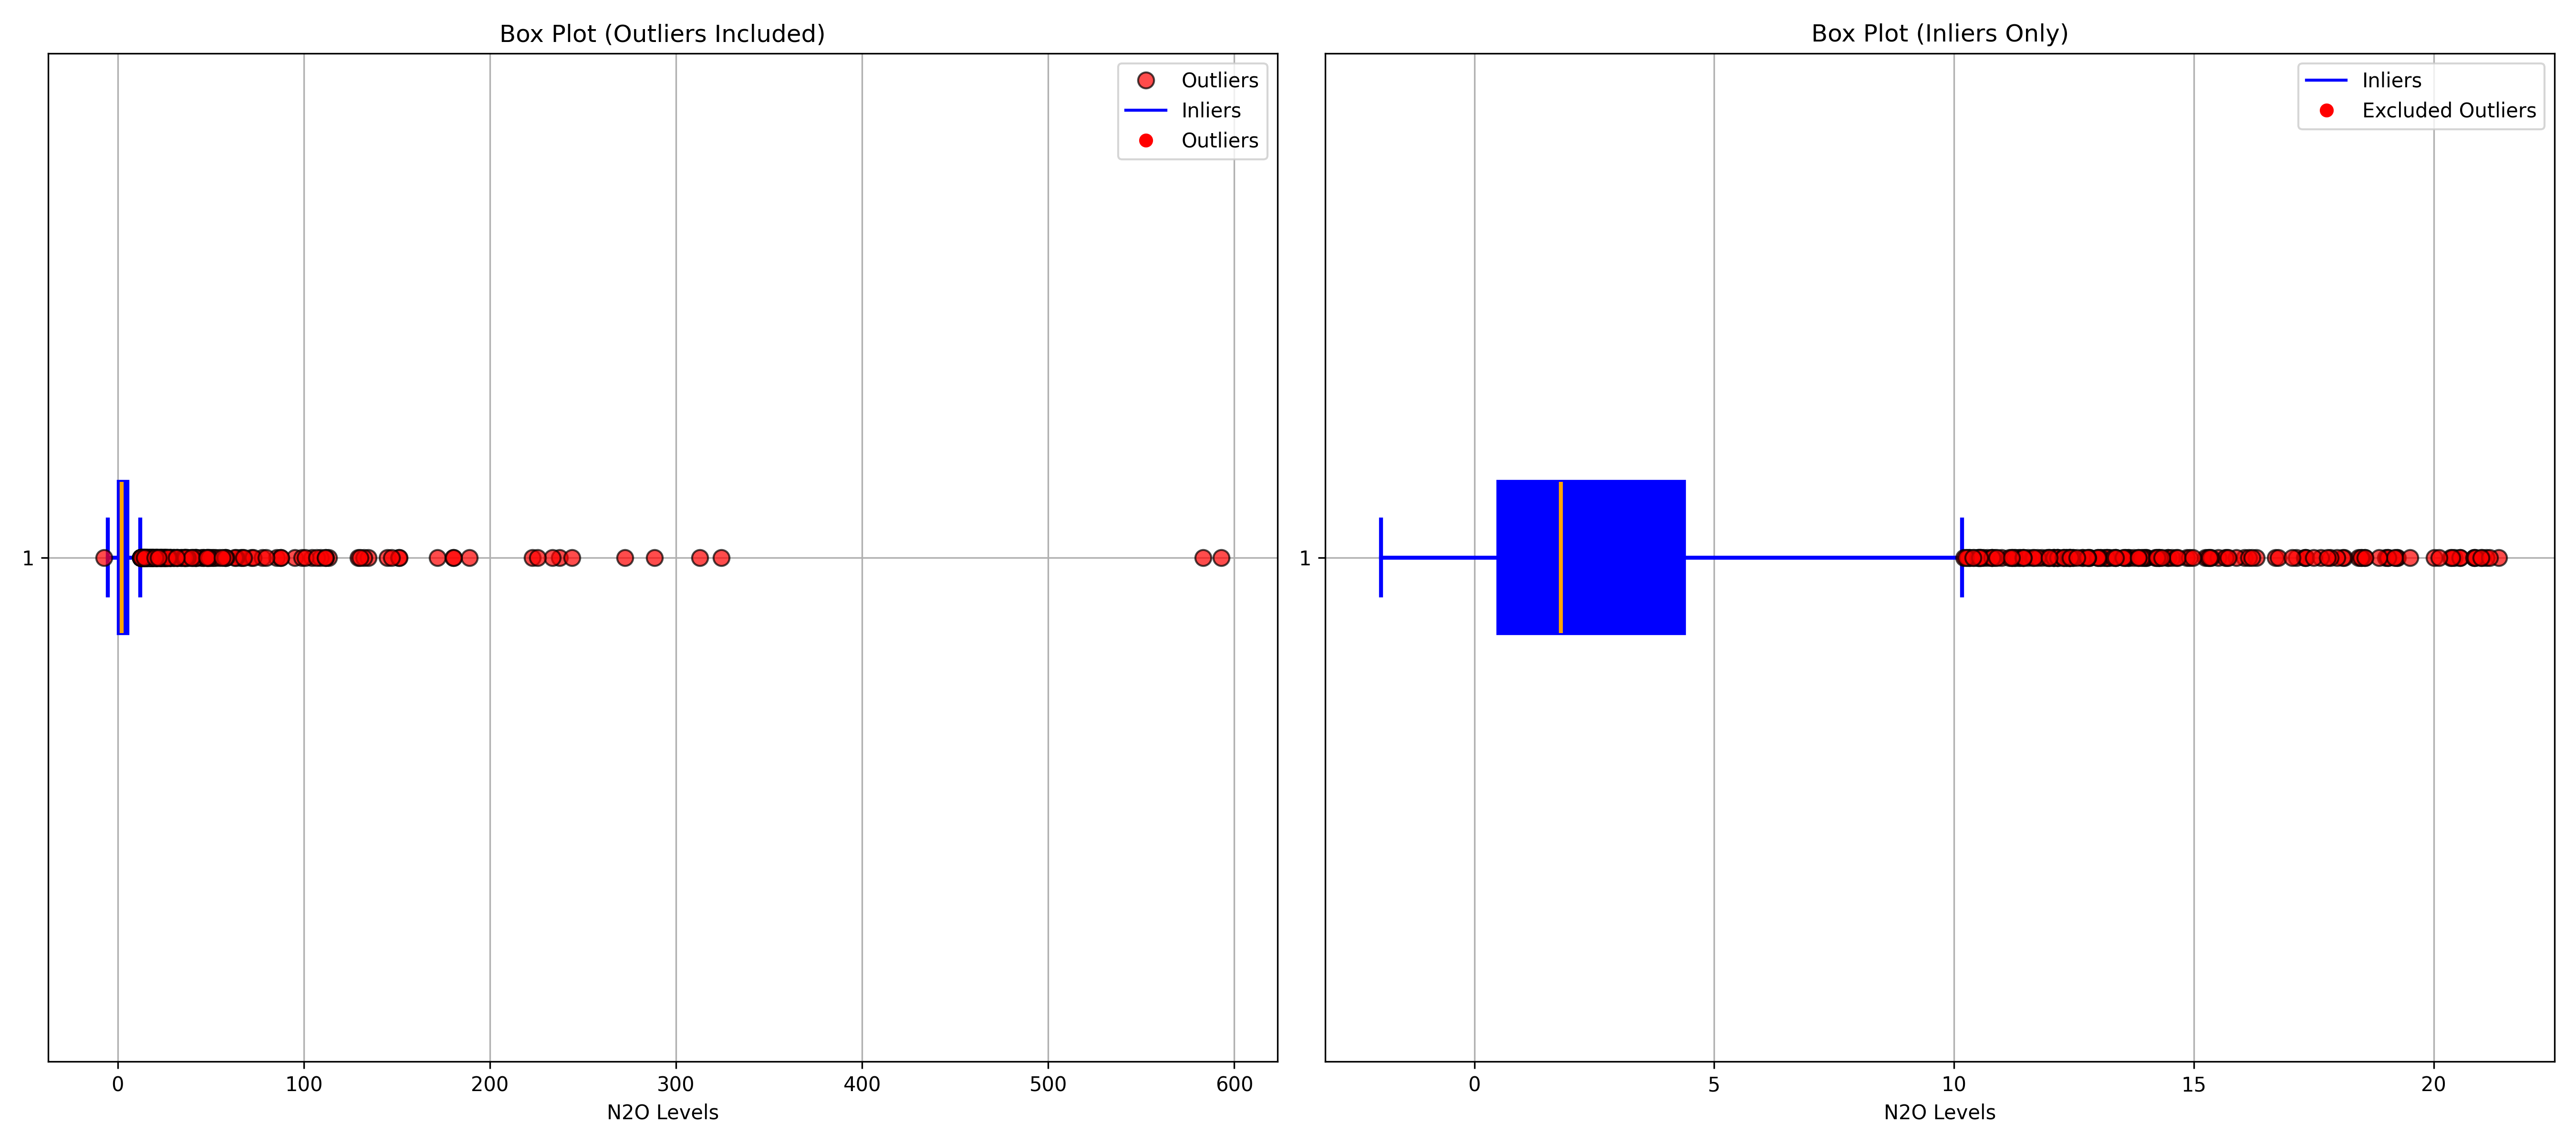 Box Plot (Outliers Included)
Outliers
Inliers
Outliers
1
0 100 200 300 400 500 600
N2O Levels
Box Plot (Inliers Only)
Inliers
Excluded Outliers
1
0 5 10 15 20
N2O Levels